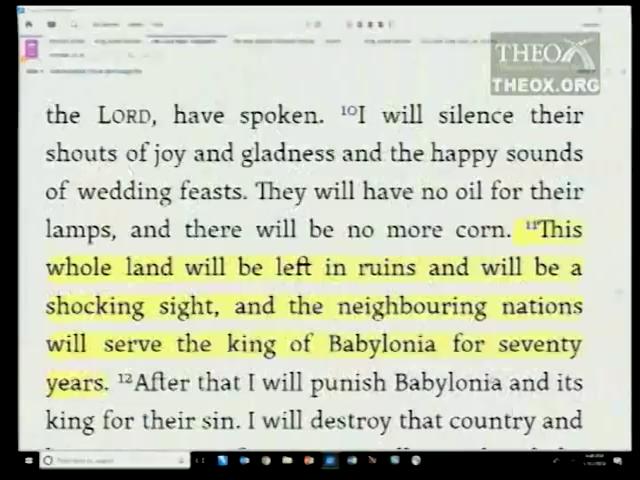 THEOX
THEOX.ORG
the LORD, have spoken. 10I will silence their
shouts of joy and gladness and the happy sounds
of wedding feasts. They will have no oil for their
lamps, and there will be no more corn. 11This
whole land will be left in ruins and will be a
shocking sight, and the neighbouring nations
will serve the king of Babylonia for seventy
years. 12After that I will punish Babylonia and its
king for their sin. I will destroy that country and